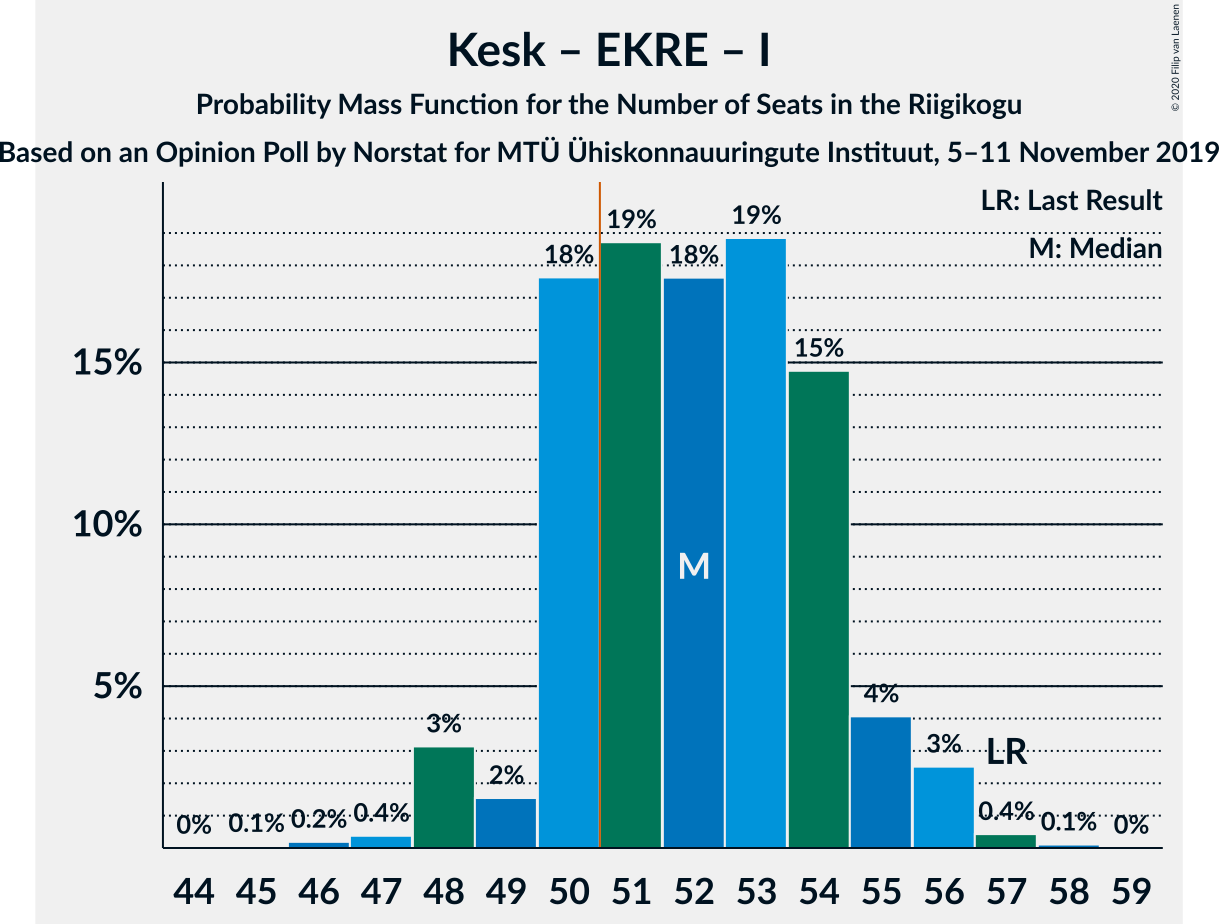 Kesk – EKRE – I
Probability Mass Function for the Number of Seats in the Riigikogu
Based on an Opinion Poll by Norstat for MTÜ Ühiskonnauuringute Instituut, 5–11 November 2019
© 2020 Filip van Laenen
LR: Last Result
M: Median
15%
10%
5%
0% 0.1% 0.2% 0.4% 3% 2% 18% 19% 18% 19% 15% 4% 3% 0.4% 0.1% 0%
M
LR
44 45 46 47 48 49 50 51 52 53 54 55 56 57 58 59